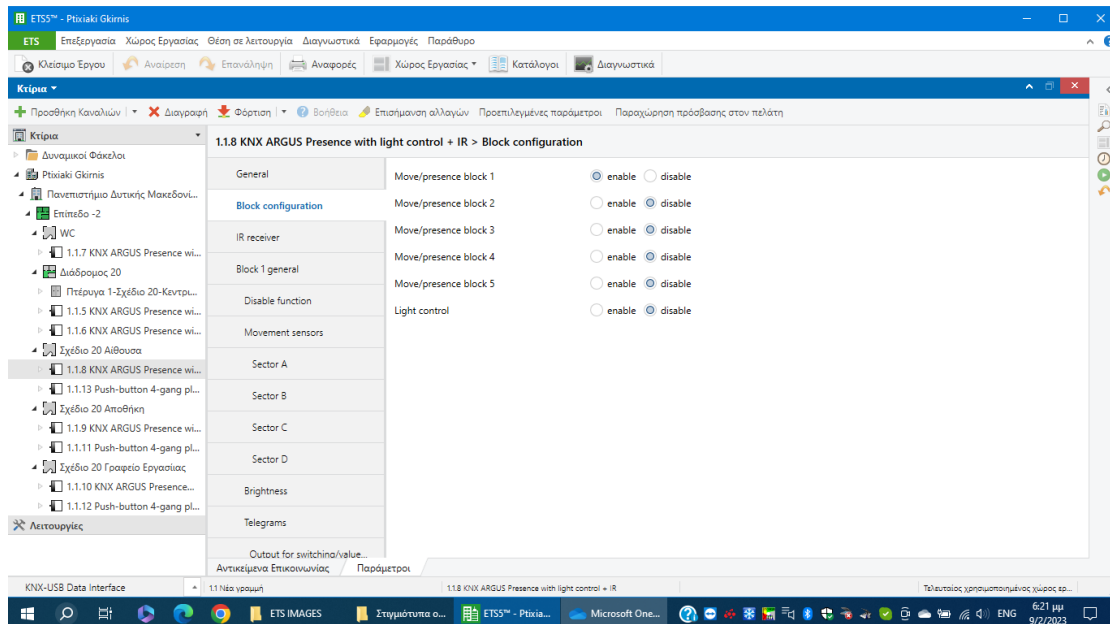 ETS5™ - Ptixiaki Gkirnis
ETS Επεξεργασία Χώρος Εργασίας Θέση σε λειτουργία Διαγνωστικά Εφαρμογές Παράθυρο
Κλείσιμο Έργου Αναίρεση Επανάληψη Αναφορές Χώρος Εργασίας Κατάλογοι Διαγνωστικά
Κτίρια
Προσθήκη Καναλιών Διαγραφή Φόρτιση Βοήθεια Επισήμανση αλλαγών Προεπιλεγμένες παράμετροι Παραχώρηση πρόσβασης στον πελάτη
Κτίρια
Δυναμικοί Φάκελοι
Ptixiaki Gkirnis
Πανεπιστήμιο Δυτικής Μακεδονί...
Επίπεδο -2
WC
1.1.7 KNX ARGUS Presence wi...
Διάδρομος 20
Πτέρυγα 1-Σχέδιο 20-Κεντρι...
1.1.5 KNX ARGUS Presence wi...
1.1.6 KNX ARGUS Presence wi...
Σχέδιο 20 Αίθουσα
1.1.8 KNX ARGUS Presence wi...
1.1.13 Push-button 4-gang pl...
Σχέδιο 20 Αποθήκη
1.1.9 KNX ARGUS Presence wi...
1.1.11 Push-button 4-gang pl...
Σχέδιο 20 Γραφείο Εργασίιας
1.1.10 KNX ARGUS Presence...
1.1.12 Push-button 4-gang pl...
Λειτουργίες
1.1.8 KNX ARGUS Presence with light control + IR > Block configuration
General
Block configuration
IR receiver
Block 1 general
Disable function
Movement sensors
Sector A
Sector B
Sector C
Sector D
Brightness
Telegrams
Output for switching/value...
Move/presence block 1 enable disable
Move/presence block 2 enable disable
Move/presence block 3 enable disable
Move/presence block 4 enable disable
Move/presence block 5 enable disable
Light control enable disable
Αντικείμενα Επικοινωνίας Παράμετροι
KNX-USB Data Interface 1.1 Νέα γραμμή 1.1.8 KNX ARGUS Presence with light control + IR Τελευταίος χρησιμοποιημένος χώρος ερ...
ETS IMAGES Στιγμιότυπα ο... ETS5™ - Ptixia... Microsoft One... ENG 6:21 μμ
9/2/2023